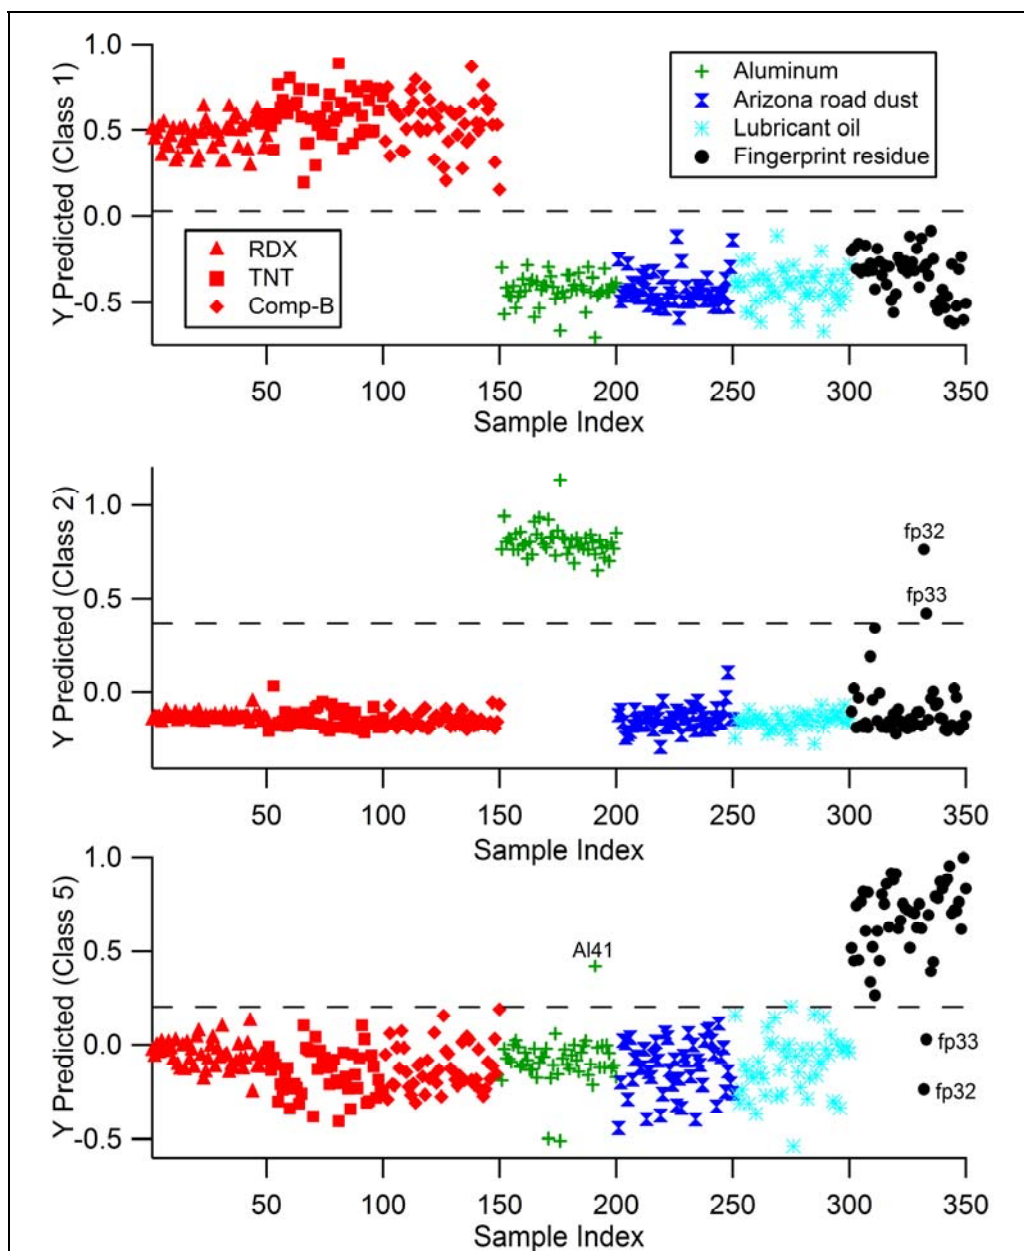 Y Predicted (Class 1)
1.0
0.5
0.0
-0.5
Aluminum
Arizona road dust
Lubricant oil
Fingerprint residue
RDX
TNT
Comp-B
50 100 150 200 250 300 350
Sample Index
Y Predicted (Class 2)
1.0
0.5
0.0
fp32
fp33
50 100 150 200 250 300 350
Sample Index
Y Predicted (Class 5)
1.0
0.5
0.0
-0.5
Al41
fp33
fp32
50 100 150 200 250 300 350
Sample Index